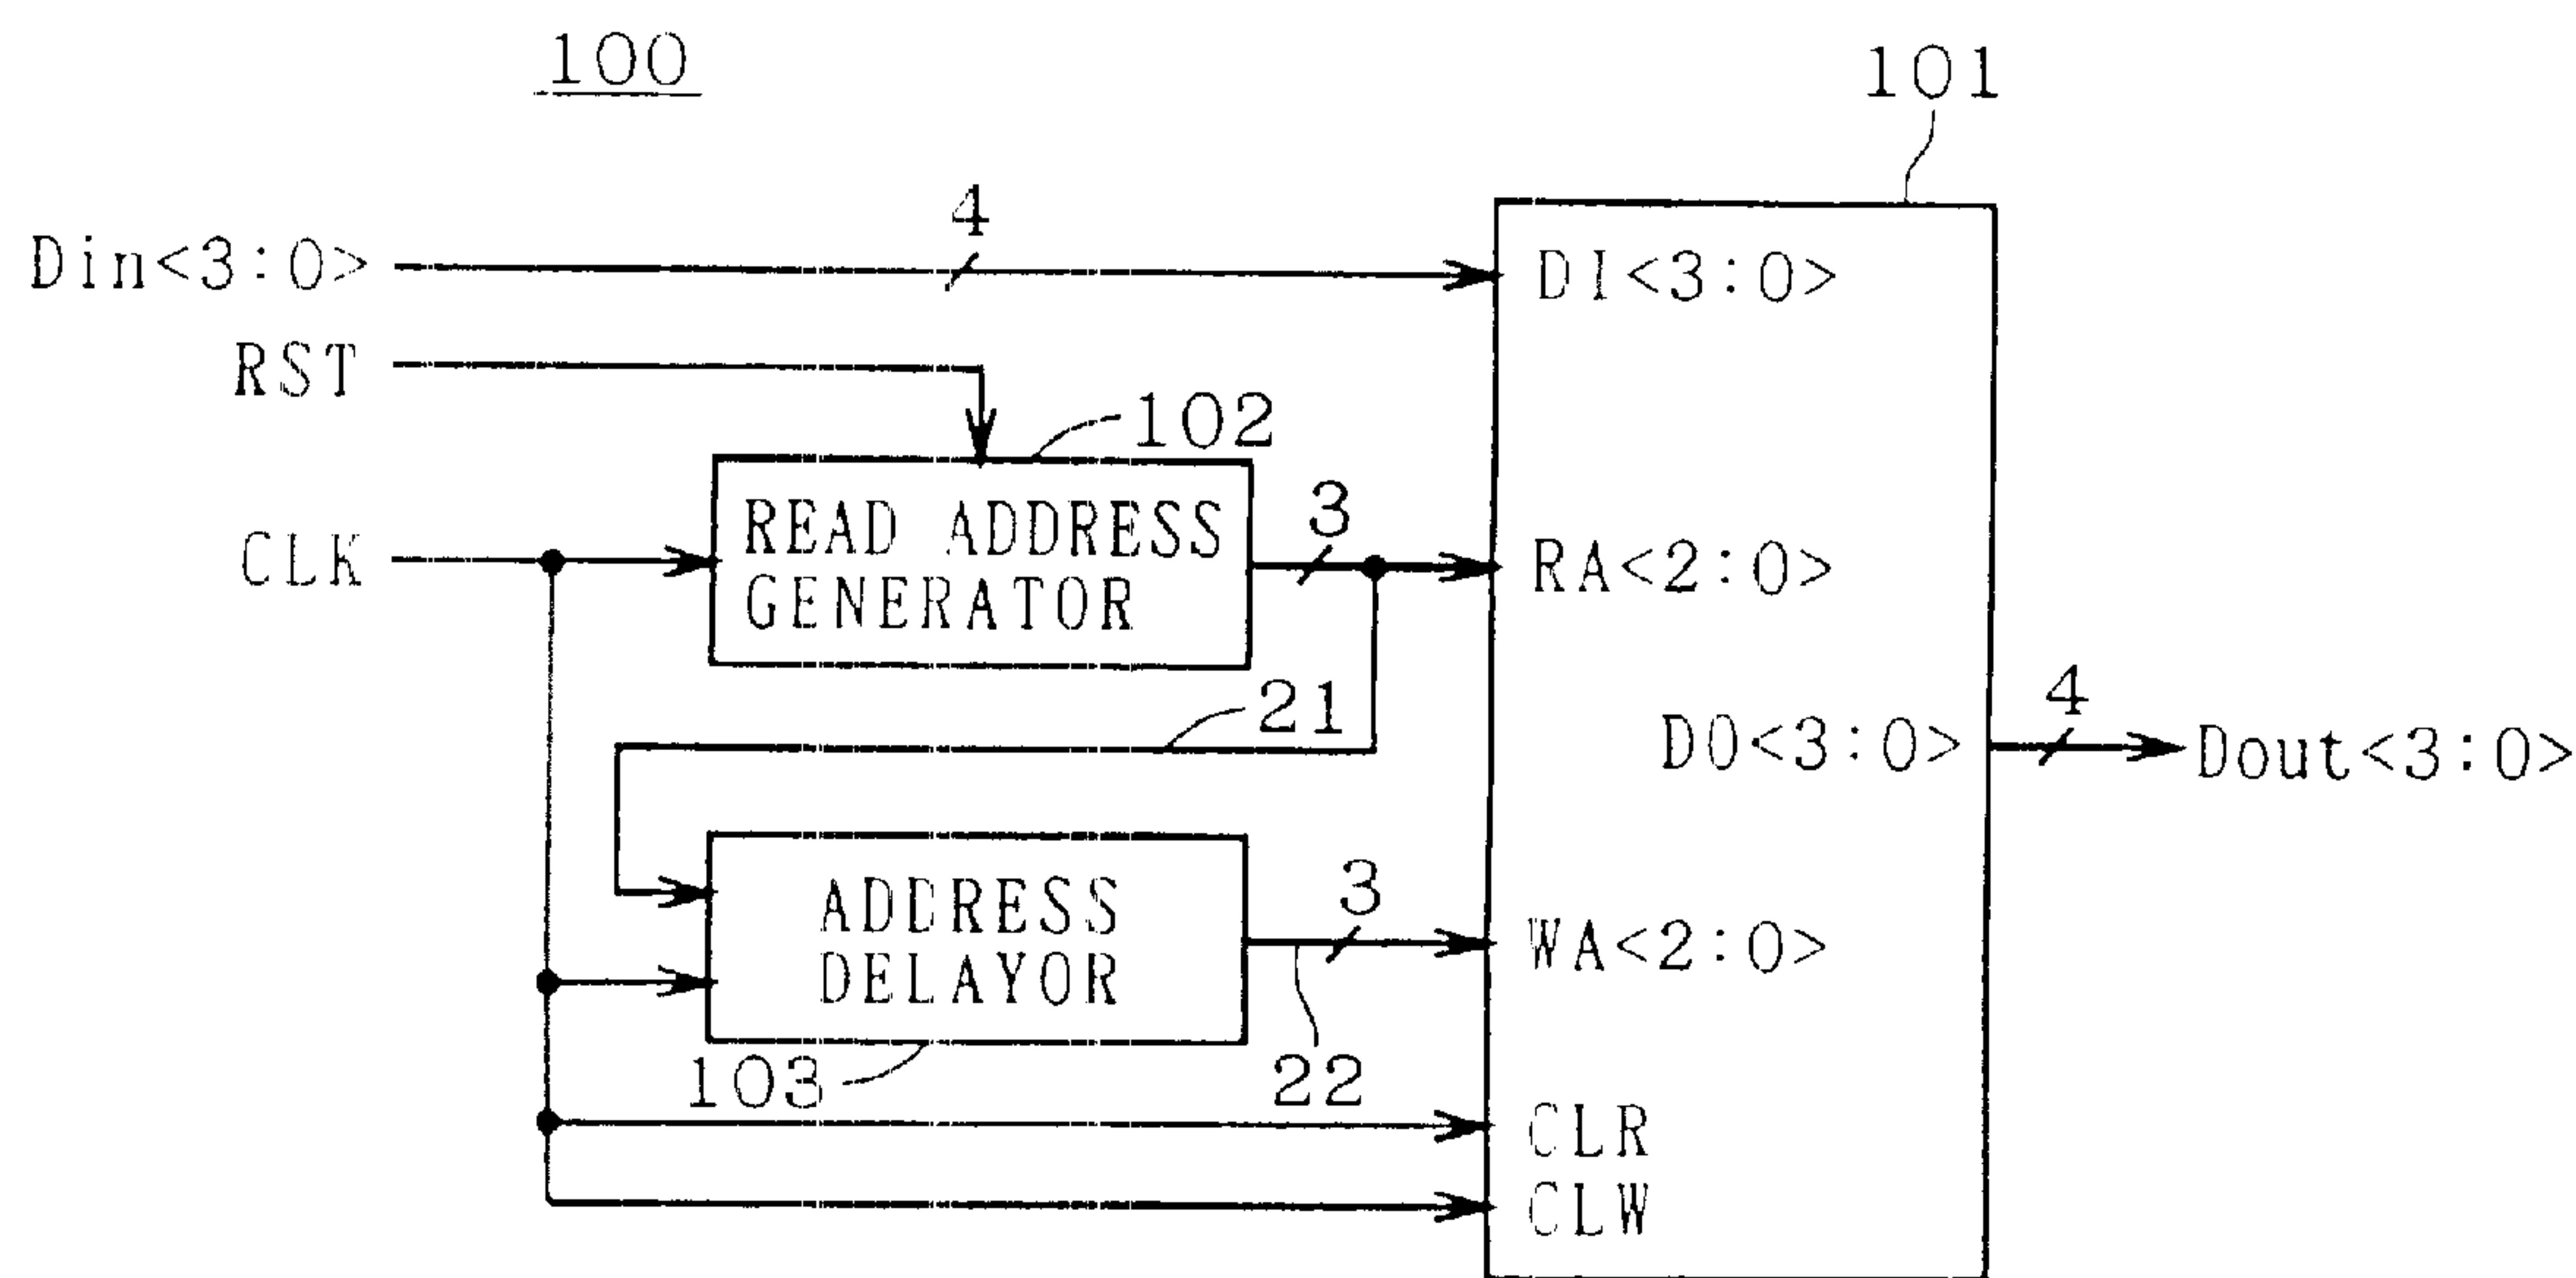 100
101
4
Din<3:0>
DI<3:0>
RST
102
CLK
READ ADDRESS
GENERATOR
3
RA<2:0>
21
4
DO<3:0>
Dout<3:0>
ADDRESS
DELAYOR
3
WA<2:0>
22
103
CLR
CLW